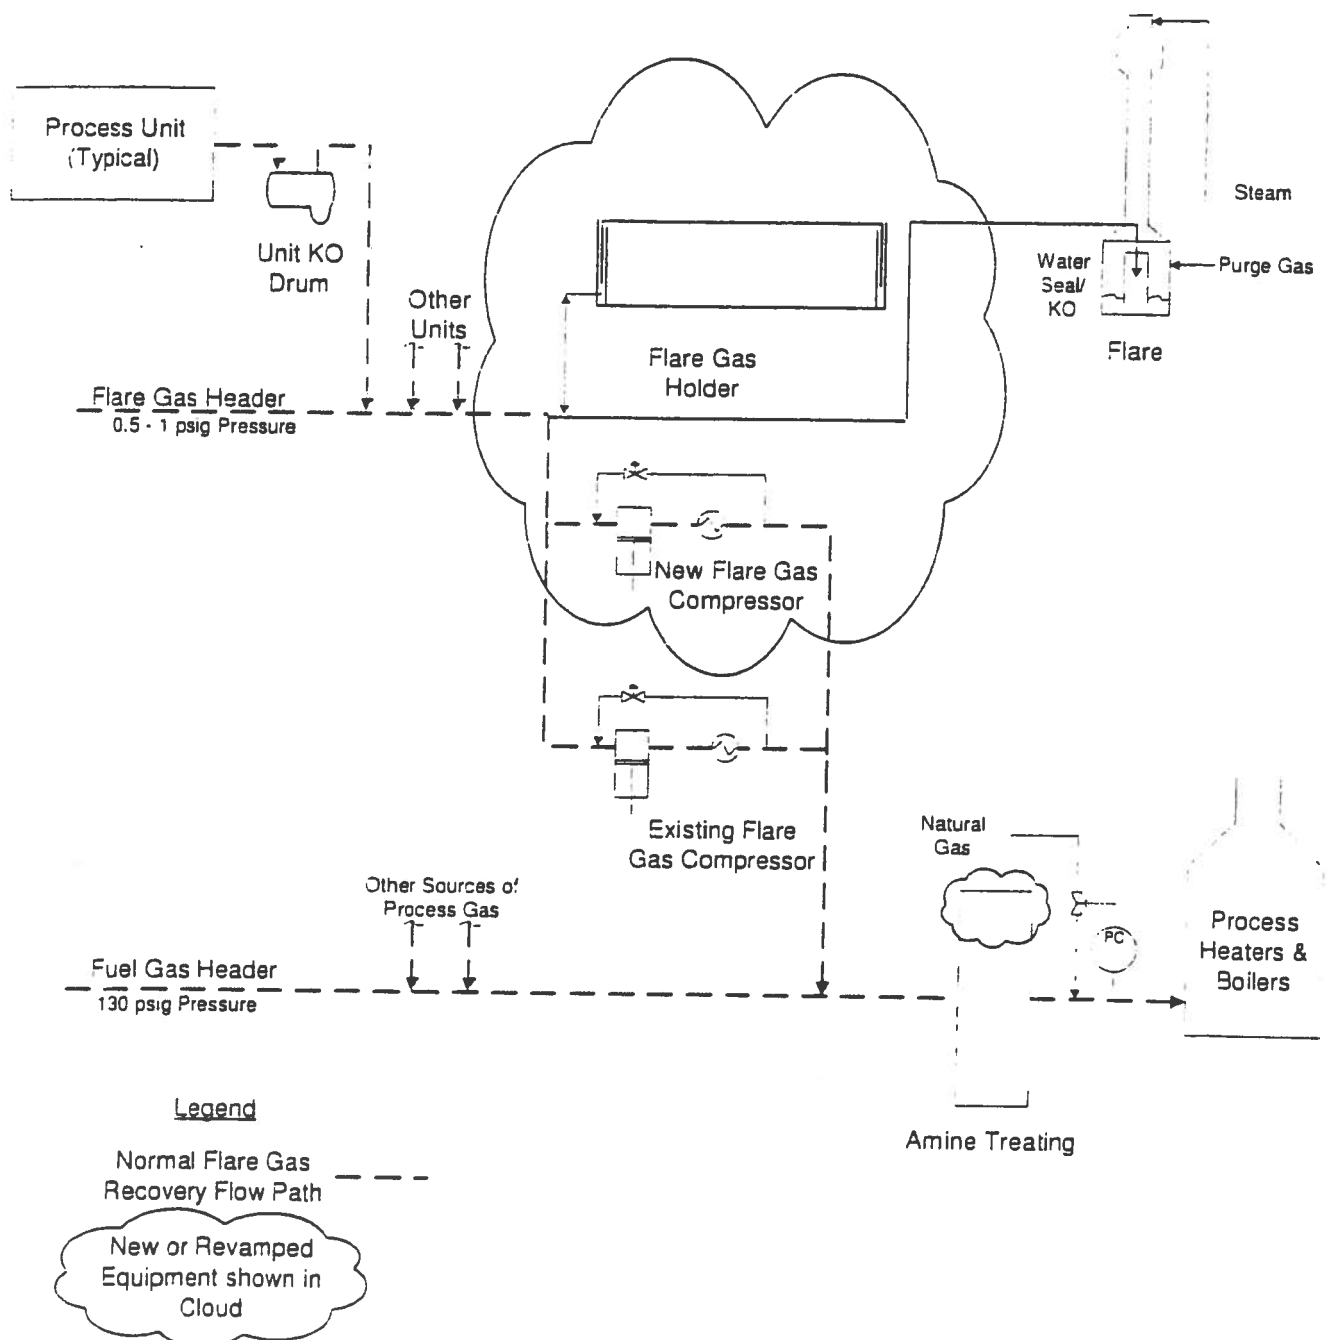 Process Unit
(Typical)
Unit KO
Drum
Other
Units
Flare Gas Header
0.5 - 1 psig Pressure
Flare Gas
Holder
Steam
Water
Seal/
KO
Purge Gas
Flare
New Flare Gas
Compressor
Existing Flare
Gas Compressor
Natural
Gas
Other Sources of
Process Gas
PC
Process
Heaters &
Boilers
Fuel Gas Header
130 psig Pressure
Amine Treating
Legend
Normal Flare Gas
Recovery Flow Path
New or Revamped
Equipment shown in
Cloud